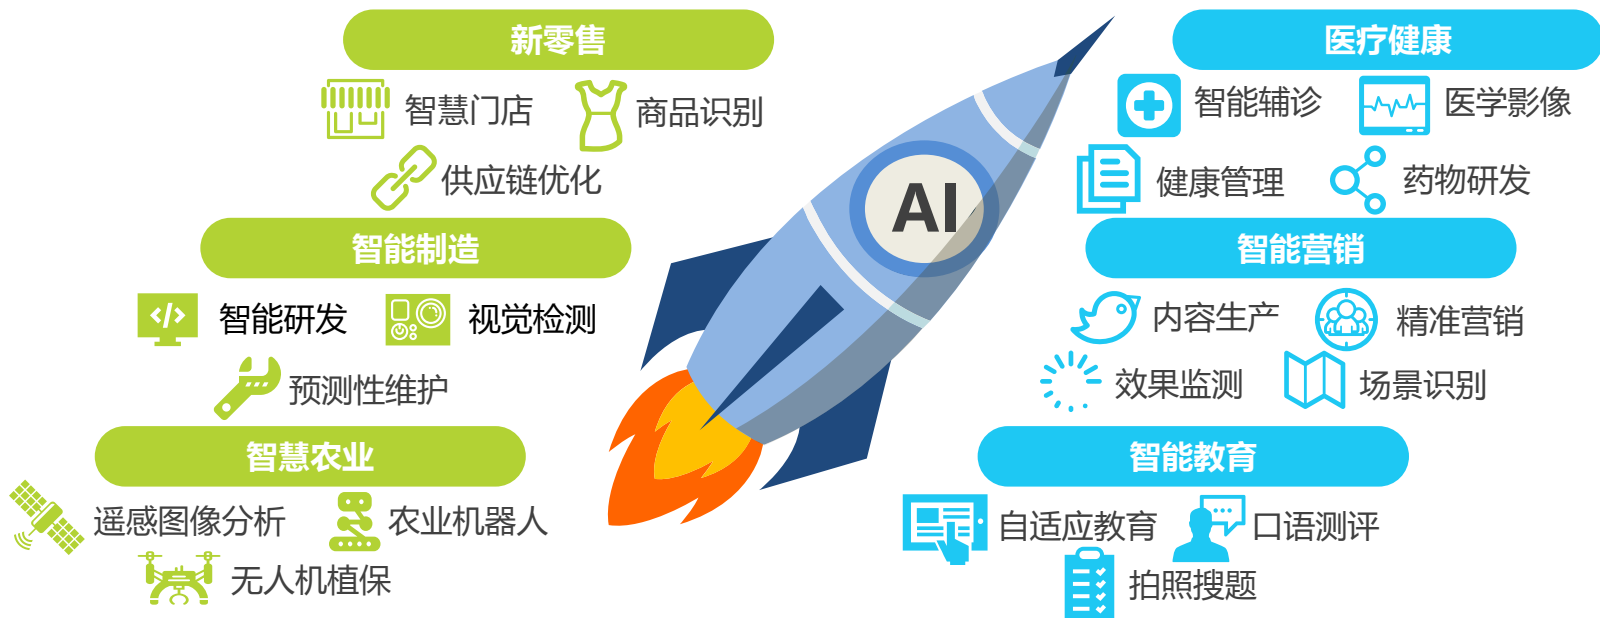 新零售
智慧门店
商品识别
供应链优化
智能制造
智能研发
视觉检测
预测性维护
智慧农业
遥感图像分析
农业机器人
无人机植保
AI
医疗健康
智能辅诊
医学影像
健康管理
药物研发
智能营销
内容生产
精准营销
效果监测
场景识别
智能教育
自适应教育
口语测评
拍照搜题